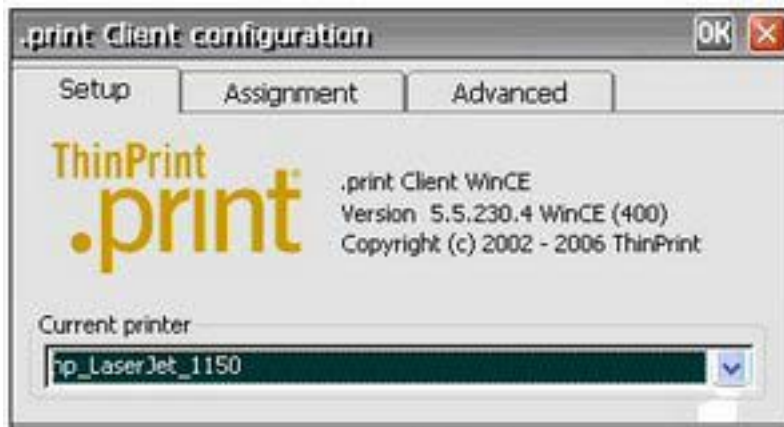 .print Client configuration OK
Setup Assignment Advanced
ThinPrint
.print
.print Client WinCE
Version 5.5.230.4 WinCE (400)
Copyright (c) 2002 - 2006 ThinPrint
Current printer
hp_LaserJet_1150